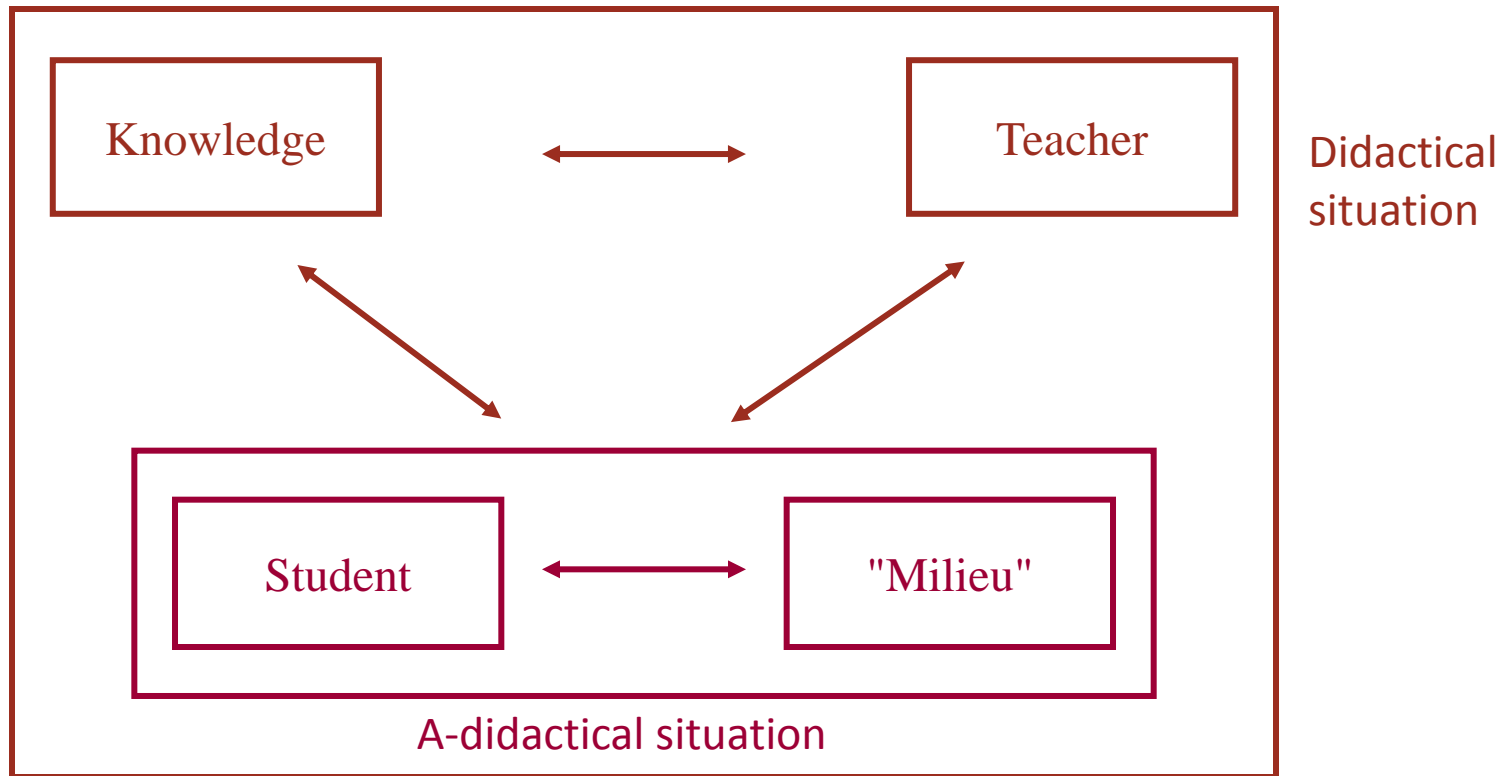 Knowledge
Teacher
Didactical
situation
Student
"Milieu"
A-didactical situation